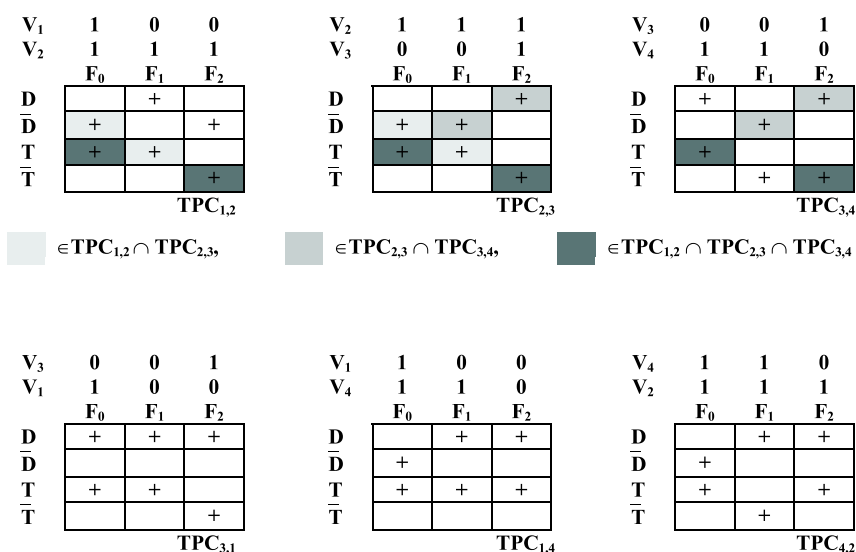 V₁ 1 0 0 V₂ 1 1 1 V₃ 0 0 1
V₂ 1 1 1 V₃ 0 0 1 V₄ 1 1 0
F₀ F₁ F₂ F₀ F₁ F₂ F₀ F₁ F₂
D + D + D + +
D̅ + + D̅ + + D̅ +
T + + T + + T +
T̅ + T̅ + T̅ + +
TPC₁,₂ TPC₂,₃ TPC₃,₄
∈TPC₁,₂ ∩ TPC₂,₃, ∈TPC₂,₃ ∩ TPC₃,₄, ∈TPC₁,₂ ∩ TPC₂,₃ ∩ TPC₃,₄
V₃ 0 0 1 V₁ 1 0 0 V₄ 1 1 0
V₁ 1 0 0 V₄ 1 1 0 V₂ 1 1 1
F₀ F₁ F₂ F₀ F₁ F₂ F₀ F₁ F₂
D + + + D + + D + +
D̅ D̅ + D̅ +
T + + T + + + T + +
T̅ + T̅ T̅ +
TPC₃,₁ TPC₁,₄ TPC₄,₂